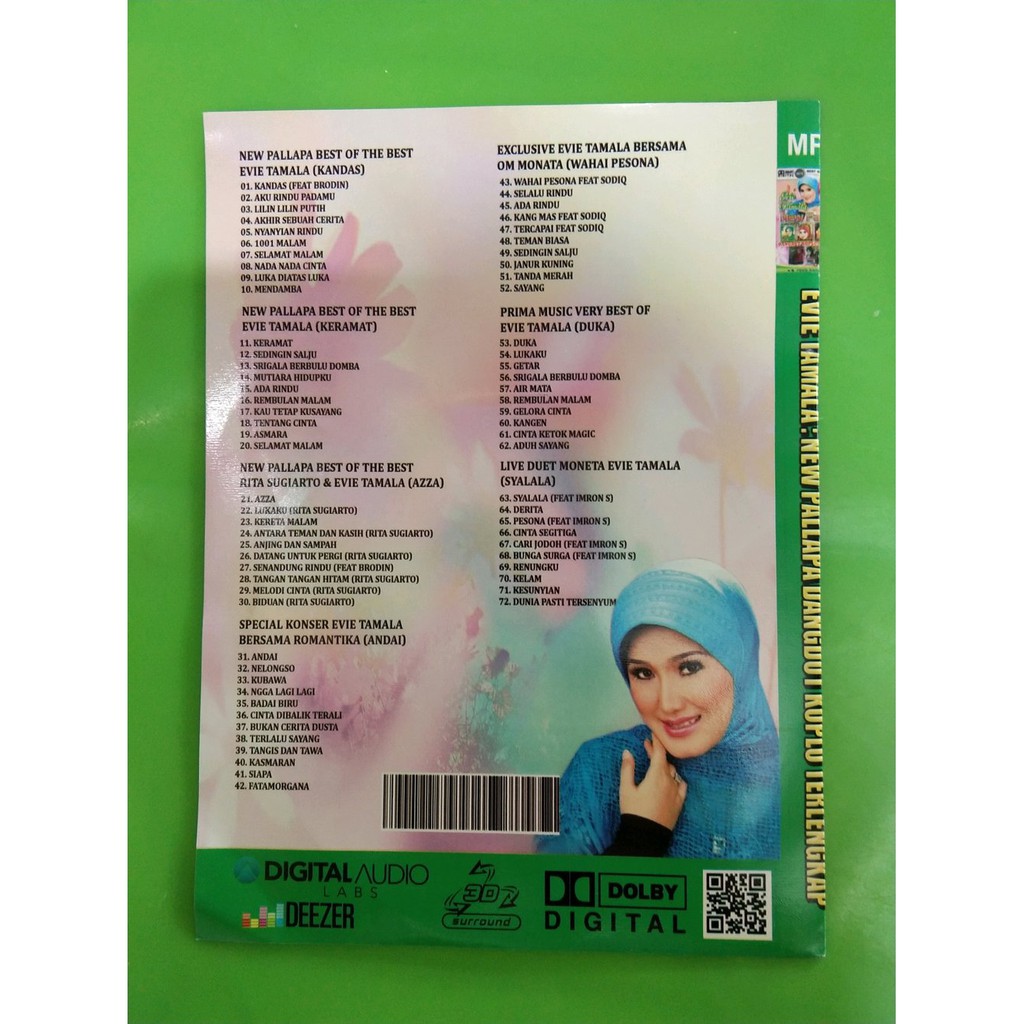 NEW PALLAPA BEST OF THE BEST
EVIE TAMALA (KANDAS)
01. KANDAS (FEAT BRODIN)
02. AKU RINDU PADAMU
03. LILIN LILIN PUTIH
04. AKHIR SEBUAH CERITA
05. NYANYIAN RINDU
06. 1001 MALAM
07. SELAMAT MALAM
08. NADA NADA CINTA
09. LUKA DIATAS LUKA
10. MENDAMBA
NEW PALLAPA BEST OF THE BEST
EVIE TAMALA (KERAMAT)
11. KERAMAT
12. SEDINGIN SALJU
13. SRIGALA BERBULU DOMBA
14. MUTIARA HIDUPKU
15. ADA RINDU
16. REMBULAN MALAM
17. KAU TETAP KUSAYANG
18. TENTANG CINTA
19. ASMARA
20. SELAMAT MALAM
NEW PALLAPA BEST OF THE BEST
RITA SUGIARTO & EVIE TAMALA (AZZA)
21. AZZA
22. LUKAKU (RITA SUGIARTO)
23. KERETA MALAM
24. ANTARA TEMAN DAN KASIH (RITA SUGIARTO)
25. ANJING DAN SAMPAH
26. DATANG UNTUK PERGI (RITA SUGIARTO)
27. SENANDUNG RINDU (FEAT BRODIN)
28. TANGAN TANGAN HITAM (RITA SUGIARTO)
29. MELODI CINTA (RITA SUGIARTO)
30. BIDUAN (RITA SUGIARTO)
SPECIAL KONSER EVIE TAMALA
BERSAMA ROMANTIKA (ANDAI)
31. ANDAI
32. NELONGSO
33. KUBAWA
34. NGGA LAGI LAGI
35. BADAI BIRU
36. CINTA DIBALIK TERALI
37. BUKAN CERITA DUSTA
38. TERLALU SAYANG
39. TANGIS DAN TAWA
40. KASMARAN
41. SIAPA
42. FATAMORGANA
EXCLUSIVE EVIE TAMALA BERSAMA
OM MONATA (WAHAI PESONA)
43. WAHAI PESONA FEAT SODIQ
44. SELALU RINDU
45. ADA RINDU
46. KANG MAS FEAT SODIQ
47. TERCAPAI FEAT SODIQ
48. TEMAN BIASA
49. SEDINGIN SALJU
50. JANUR KUNING
51. TANDA MERAH
52. SAYANG
PRIMA MUSIC VERY BEST OF
EVIE TAMALA (DUKA)
53. DUKA
54. LUKAKU
55. GETAR
56. SRIGALA BERBULU DOMBA
57. AIR MATA
58. REMBULAN MALAM
59. GELORA CINTA
60. KANGEN
61. CINTA KETOK MAGIC
62. ADUH SAYANG
LIVE DUET MONETA EVIE TAMALA
(SYALALA)
63. SYALALA (FEAT IMRON S)
64. DERITA
65. PESONA (FEAT IMRON S)
66. CINTA SEGITIGA
67. CARI JODOH (FEAT IMRON S)
68. BUNGA SURGA (FEAT IMRON S)
69. RENUNGKU
70. KELAM
71. KESUNYIAN
72. DUNIA PASTI TERSENYUM
DIGITAL AUDIO
LABS
DEEZER
3D
surround
DOLBY
DIGITAL
MP
EVIE TAMALA : NEW PALLAPA DANGDUT KOPLO TERLENGKAP